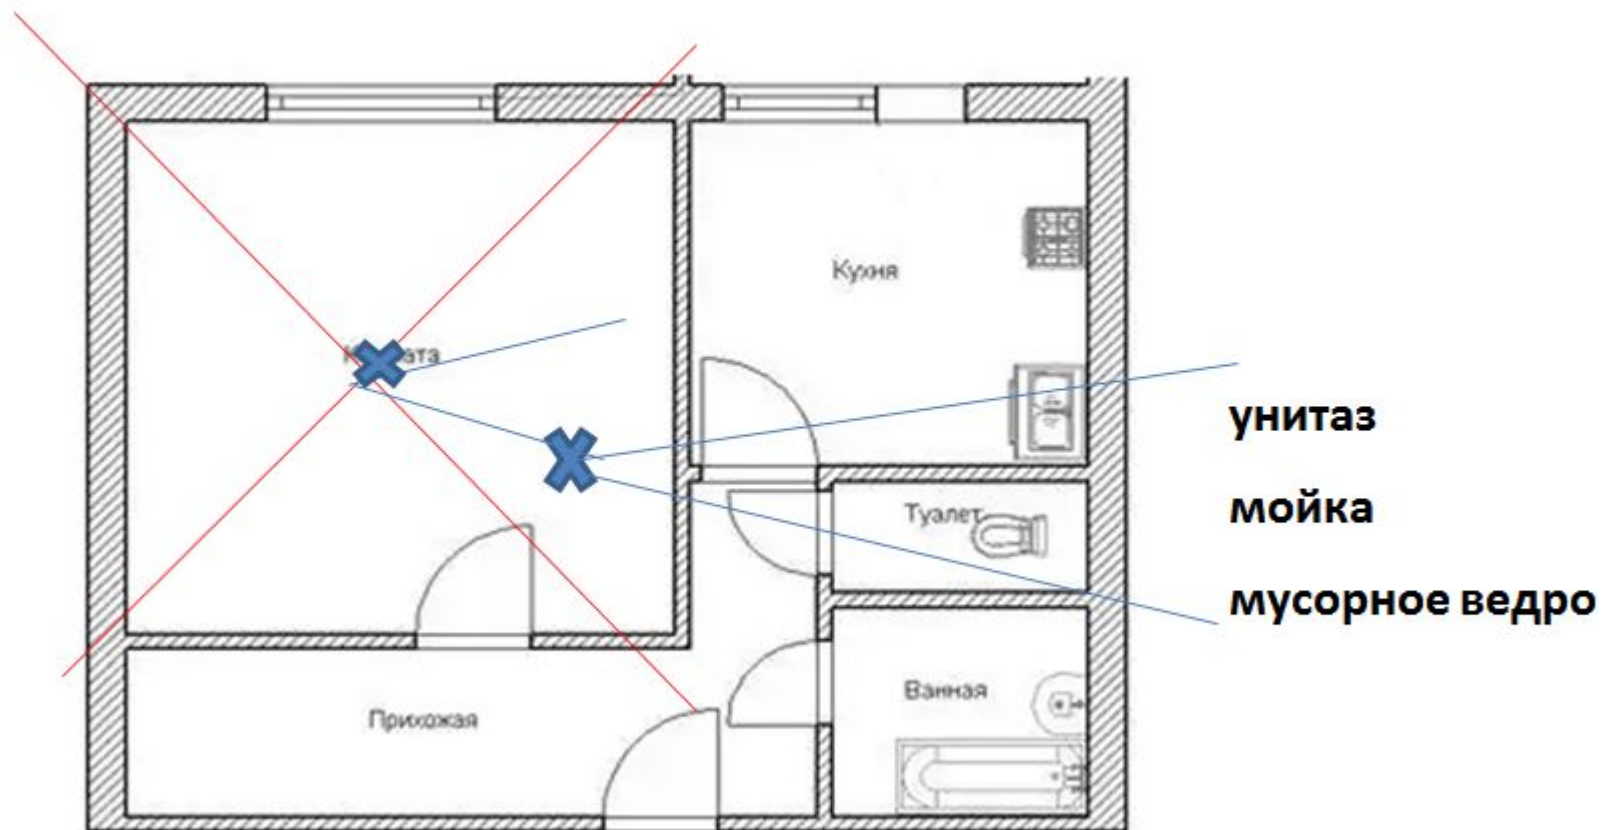 Кухня
унитаз
мойка
Туалет
мусорное ведро
Ванная
Прихожая